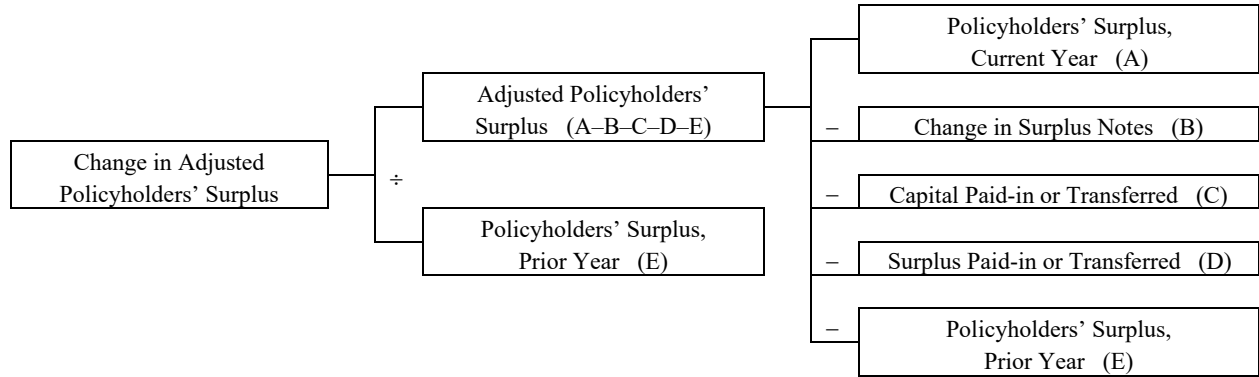 Change in Adjusted
Policyholders’ Surplus
÷
Adjusted Policyholders’
Surplus (A–B–C–D–E)
Policyholders’ Surplus,
Prior Year (E)
Policyholders’ Surplus,
Current Year (A)
– Change in Surplus Notes (B)
– Capital Paid-in or Transferred (C)
– Surplus Paid-in or Transferred (D)
– Policyholders’ Surplus,
Prior Year (E)